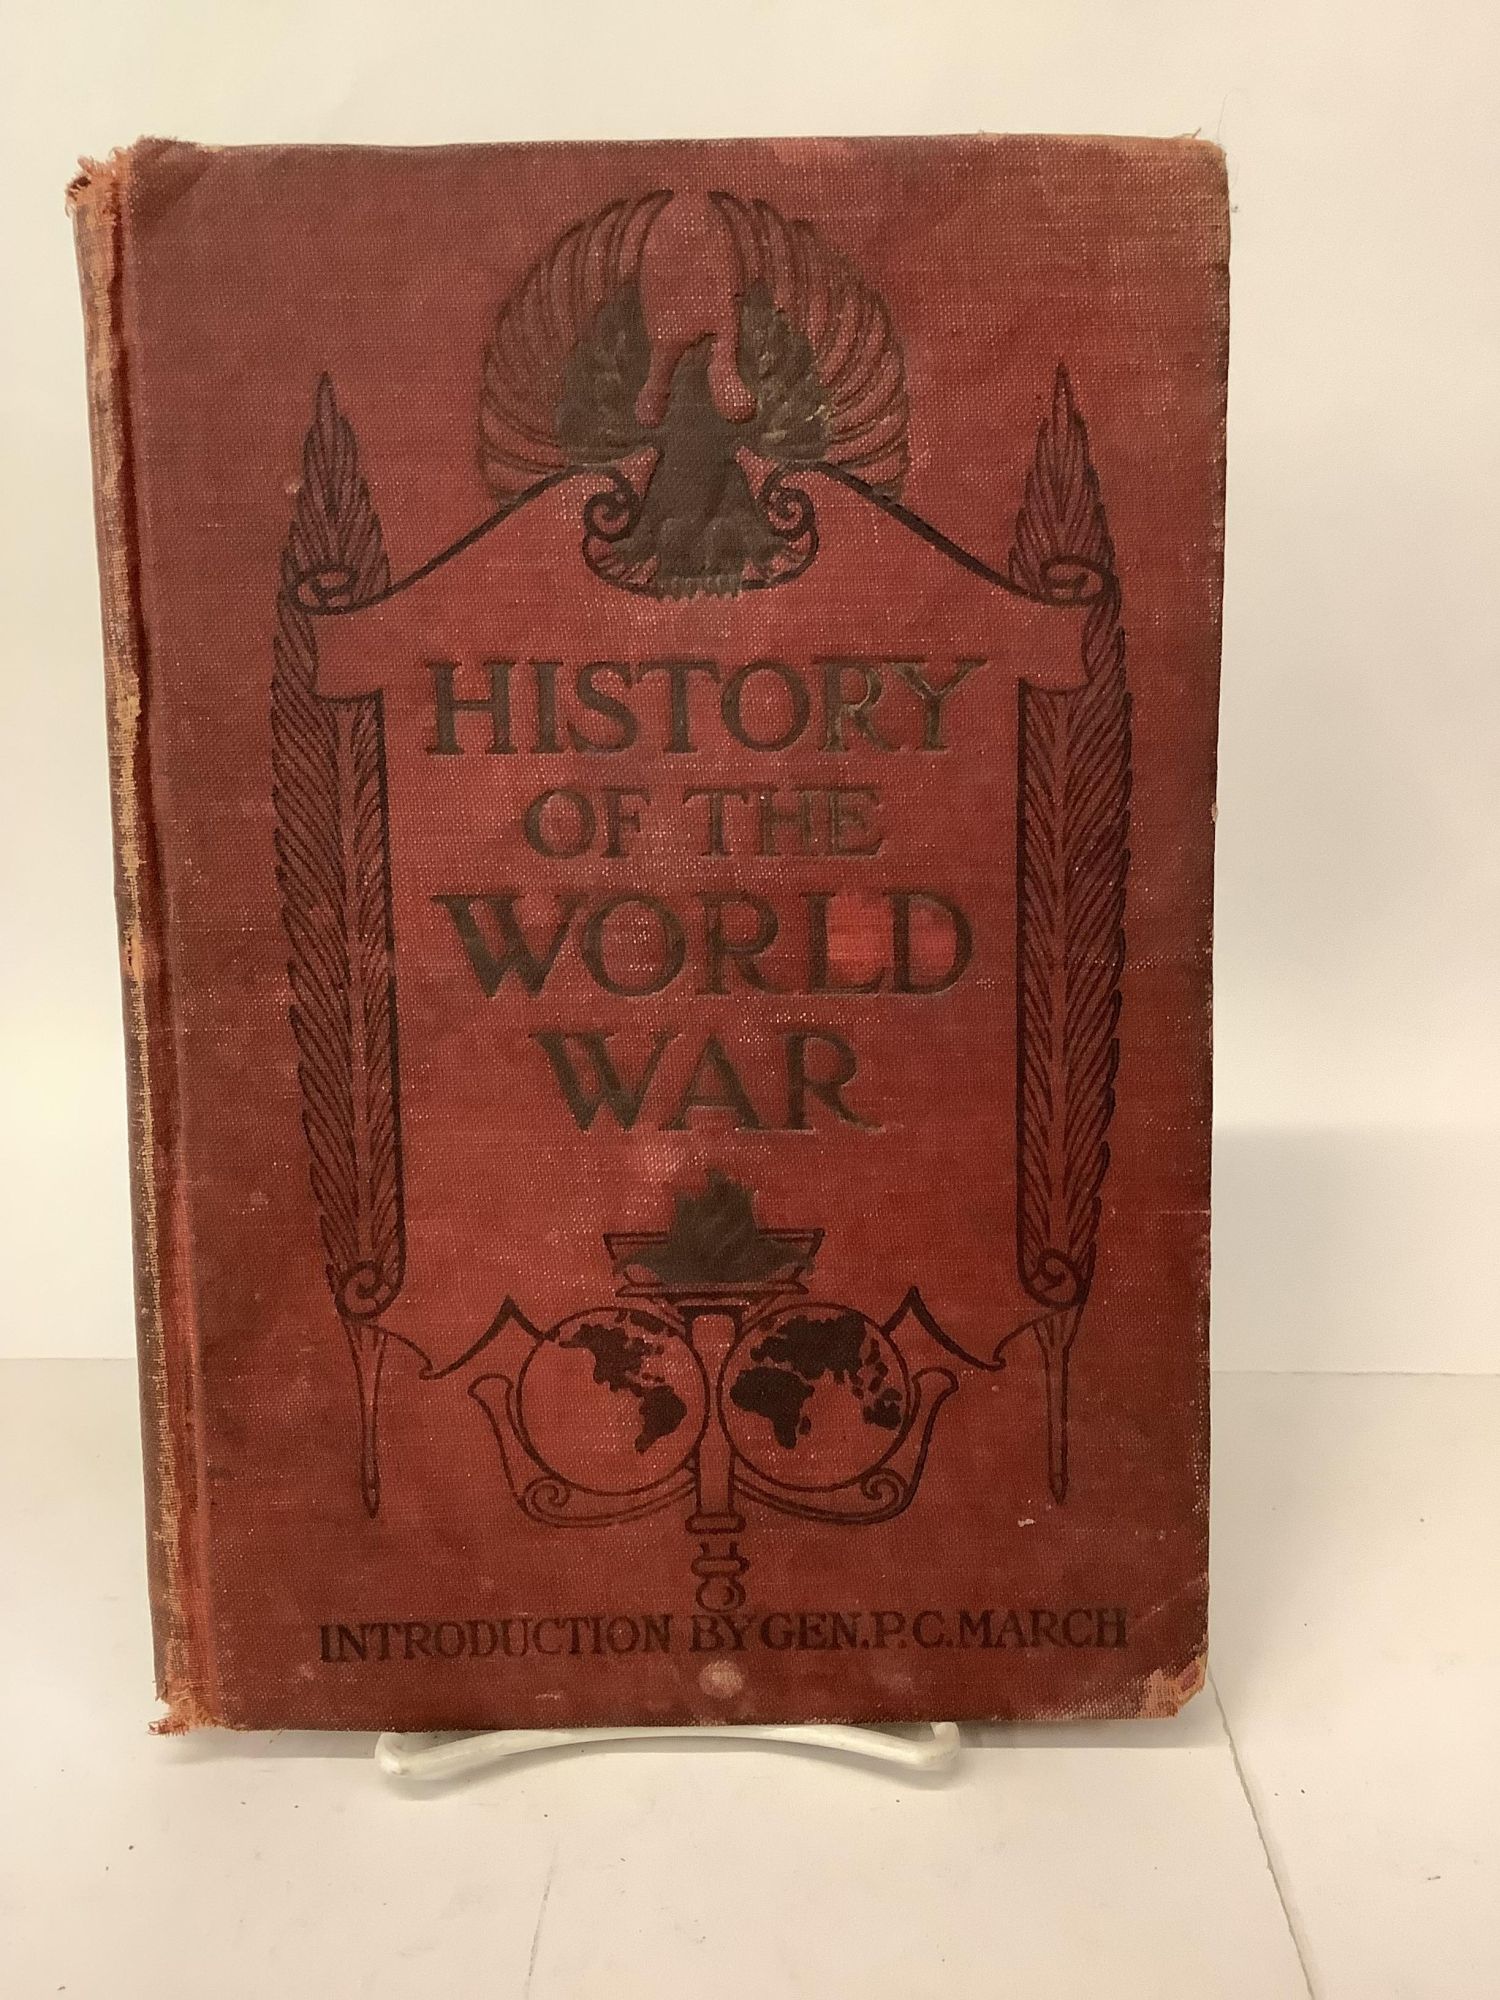 HISTORY
OF THE
WORLD
WAR
INTRODUCTION BY GEN. P. C. MARCH